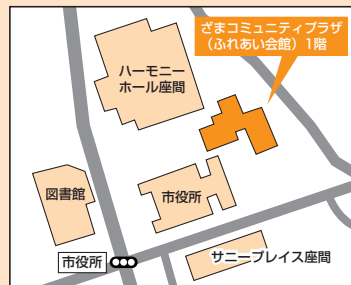 ざまコミュニティプラザ
（ふれあい会館）1階
ハーモニー
ホール座間
図書館
市役所
市役所
サニープレイス座間